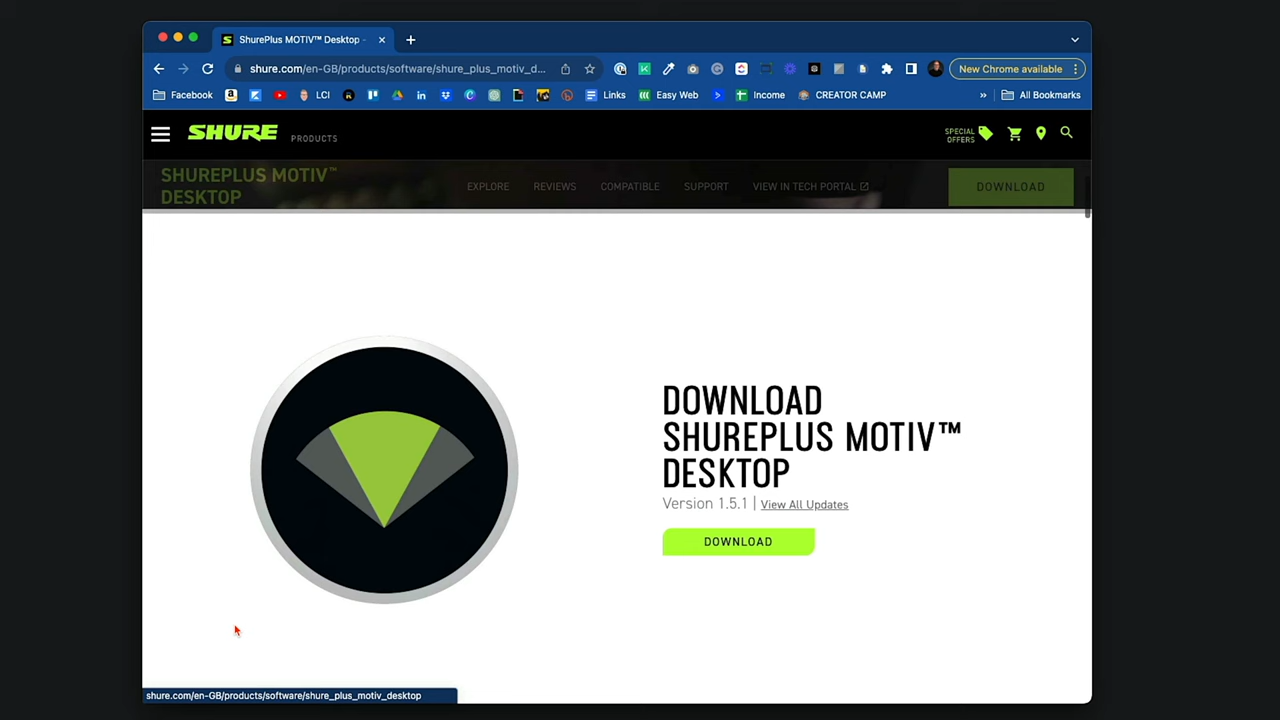 ShurePlus MOTIV™ Desktop -
shure.com/en-GB/products/software/shure_plus_motiv_d...
New Chrome available
Facebook
LCI
Links
Easy Web
Income
CREATOR CAMP
»
All Bookmarks
SHURE
PRODUCTS
SPECIAL
OFFERS
SHUREPLUS MOTIV™
DESKTOP
EXPLORE
REVIEWS
COMPATIBLE
SUPPORT
VIEW IN TECH PORTAL
DOWNLOAD
DOWNLOAD
SHUREPLUS MOTIV™
DESKTOP
Version 1.5.1 | View All Updates
DOWNLOAD
shure.com/en-GB/products/software/shure_plus_motiv_desktop